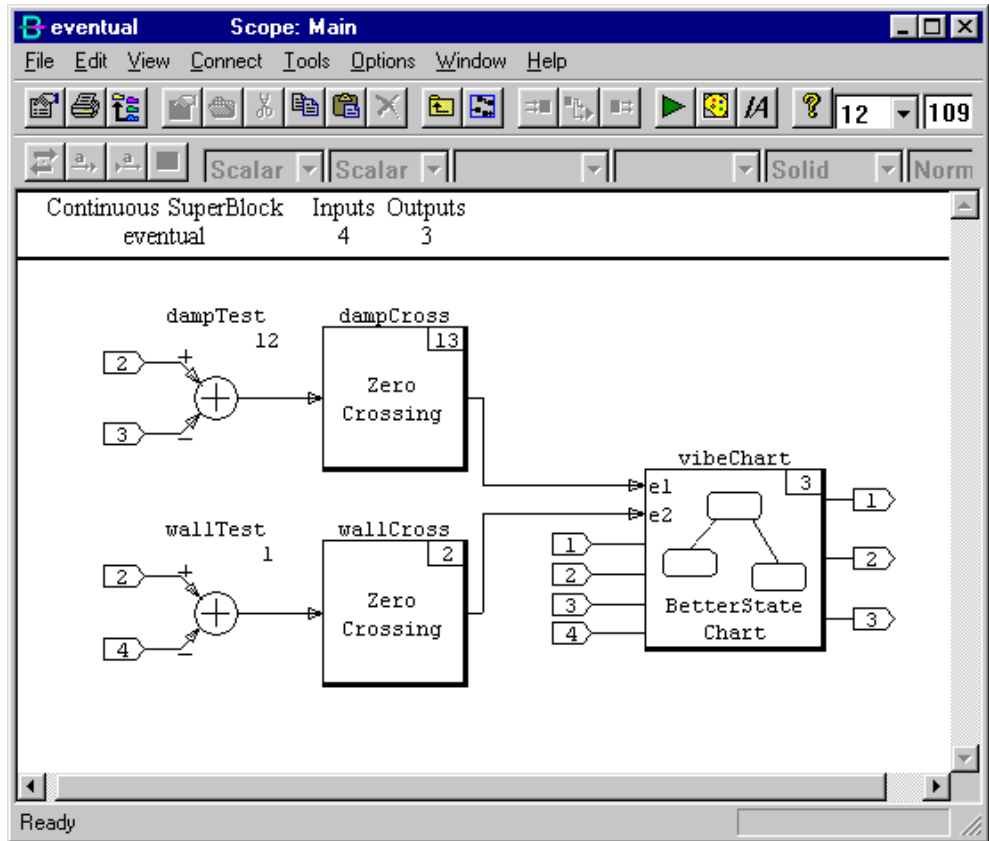 eventual Scope: Main
File Edit View Connect Tools Options Window Help
IA ? 12 109
a a Scalar Scalar Solid Norm
Continuous SuperBlock Inputs Outputs
eventual 4 3
dampTest dampCross
12 13
2 +
Zero
Crossing
3 −
vibeChart
3
e1 1
e2
wallTest wallCross
1 2
1
2 + 2 2
Zero
3 BetterState 3
Crossing
4 Chart
4 −
Ready